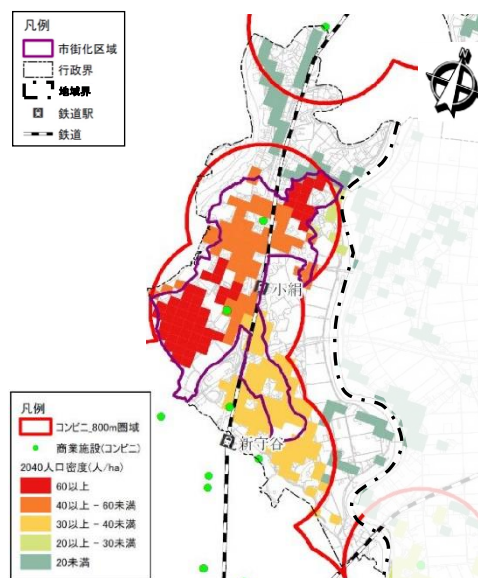 凡例
市街化区域
行政界
地域界
鉄道駅
鉄道
小絹
新守谷
凡例
コンビニ_800m圏域
商業施設(コンビニ)
2040人口密度(人/ha)
60以上
40以上 - 60未満
30以上 - 40未満
20以上 - 30未満
20未満